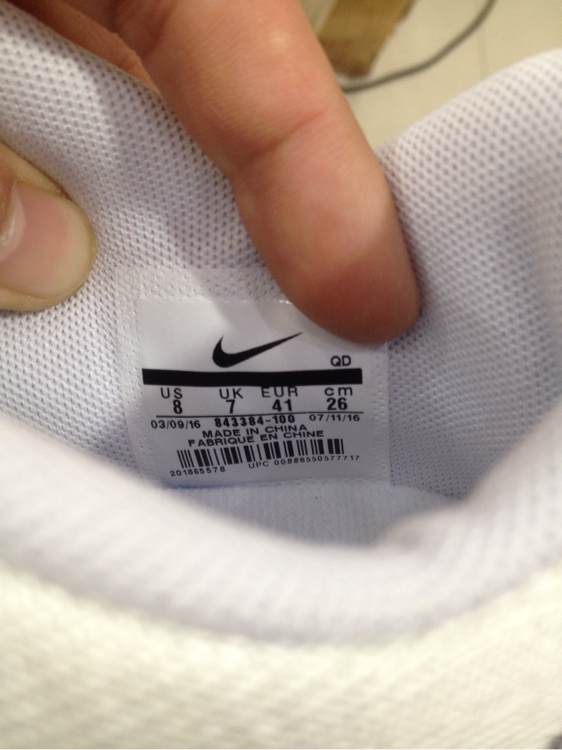 QD
US UK EUR cm
8 7 41 26
03/09/16 843384-100 07/11/16
MADE IN CHINA
FABRIQUE EN CHINE
201865578 UPC 00886550577717